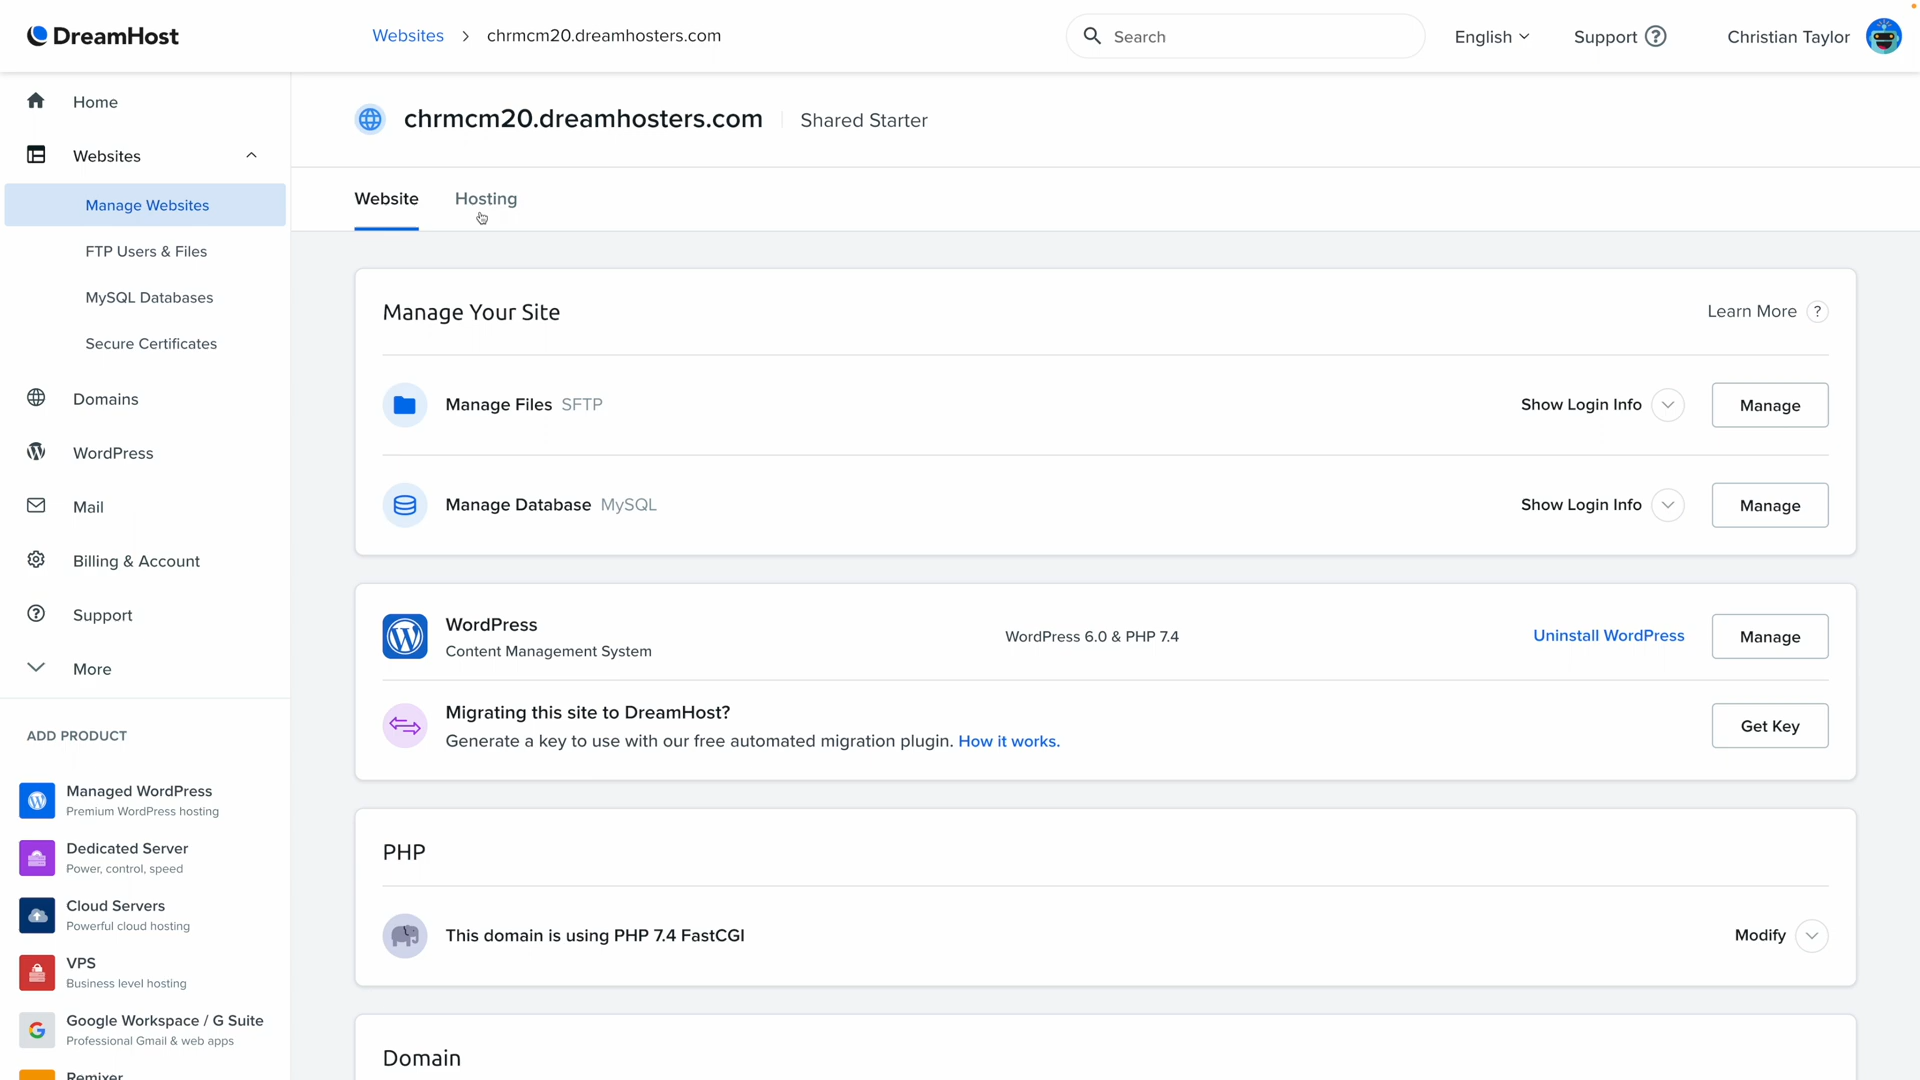 DreamHost
Websites > chrmcm20.dreamhosters.com
Search
English
Support ?
Christian Taylor
Home
Websites
Manage Websites
FTP Users & Files
MySQL Databases
Secure Certificates
Domains
WordPress
Mail
Billing & Account
Support
More
ADD PRODUCT
Managed WordPress
Premium WordPress hosting
Dedicated Server
Power, control, speed
Cloud Servers
Powerful cloud hosting
VPS
Business level hosting
Google Workspace / G Suite
Professional Gmail & web apps
Remixer
chrmcm20.dreamhosters.com
Shared Starter
Website
Hosting
Manage Your Site
Learn More ?
Manage Files SFTP
Show Login Info
Manage
Manage Database MySQL
Show Login Info
Manage
WordPress
Content Management System
WordPress 6.0 & PHP 7.4
Uninstall WordPress
Manage
Migrating this site to DreamHost?
Generate a key to use with our free automated migration plugin. How it works.
Get Key
PHP
This domain is using PHP 7.4 FastCGI
Modify
Domain